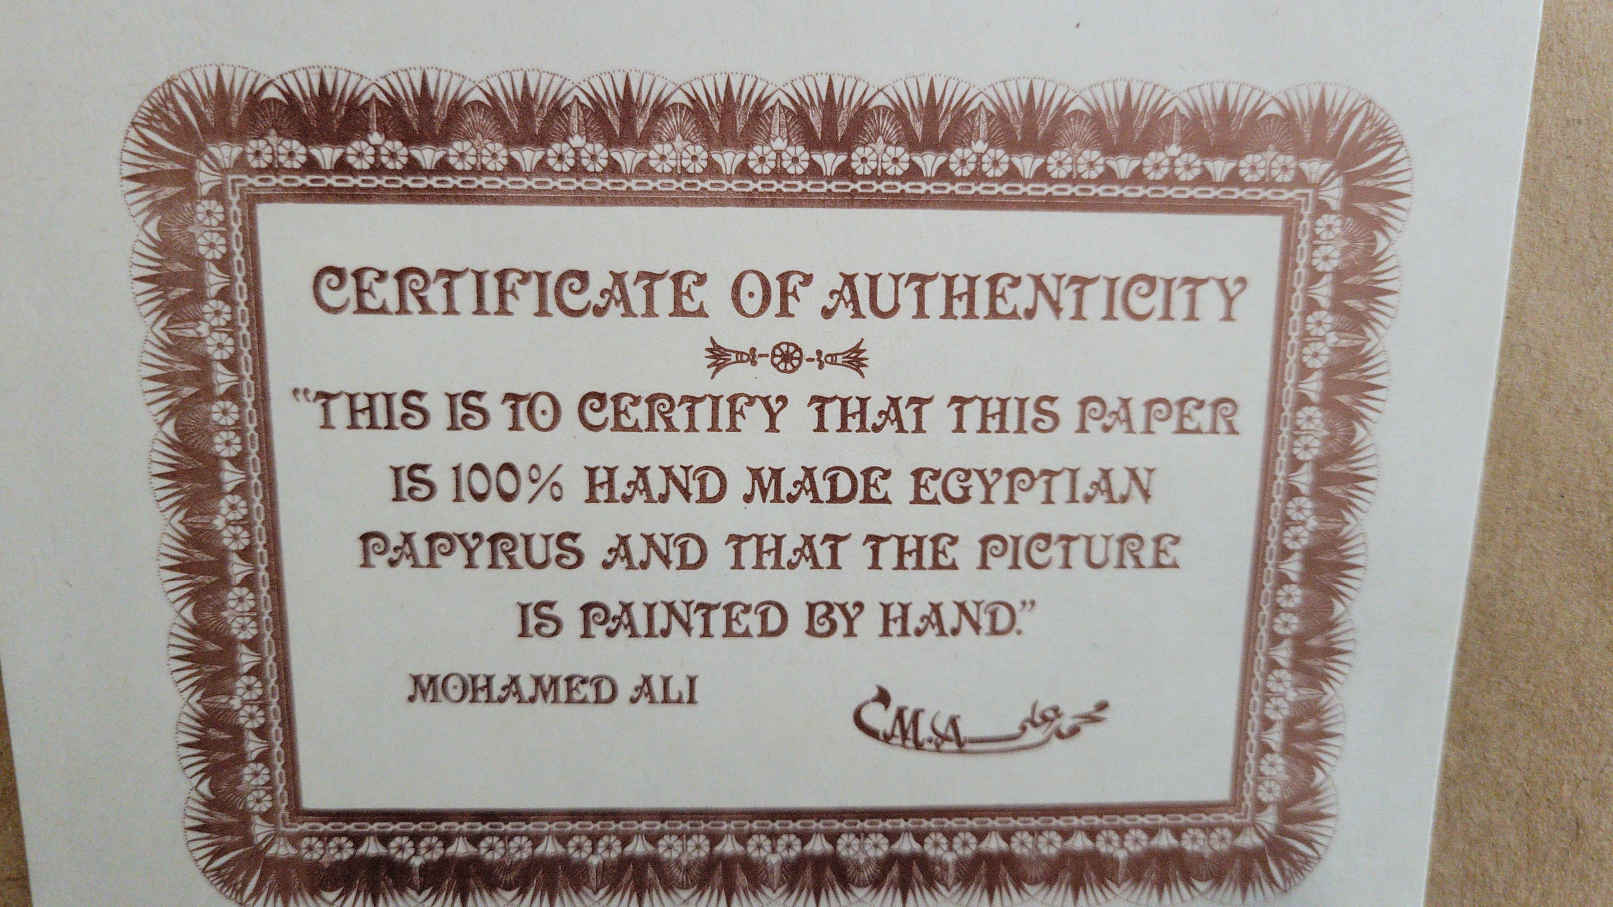 CERTIFICATE OF AUTHENTICITY
"THIS IS TO CERTIFY THAT THIS PAPER
IS 100% HAND MADE EGYPTIAN
PAPYRUS AND THAT THE PICTURE
IS PAINTED BY HAND."
MOHAMED ALI
M.A محمد على